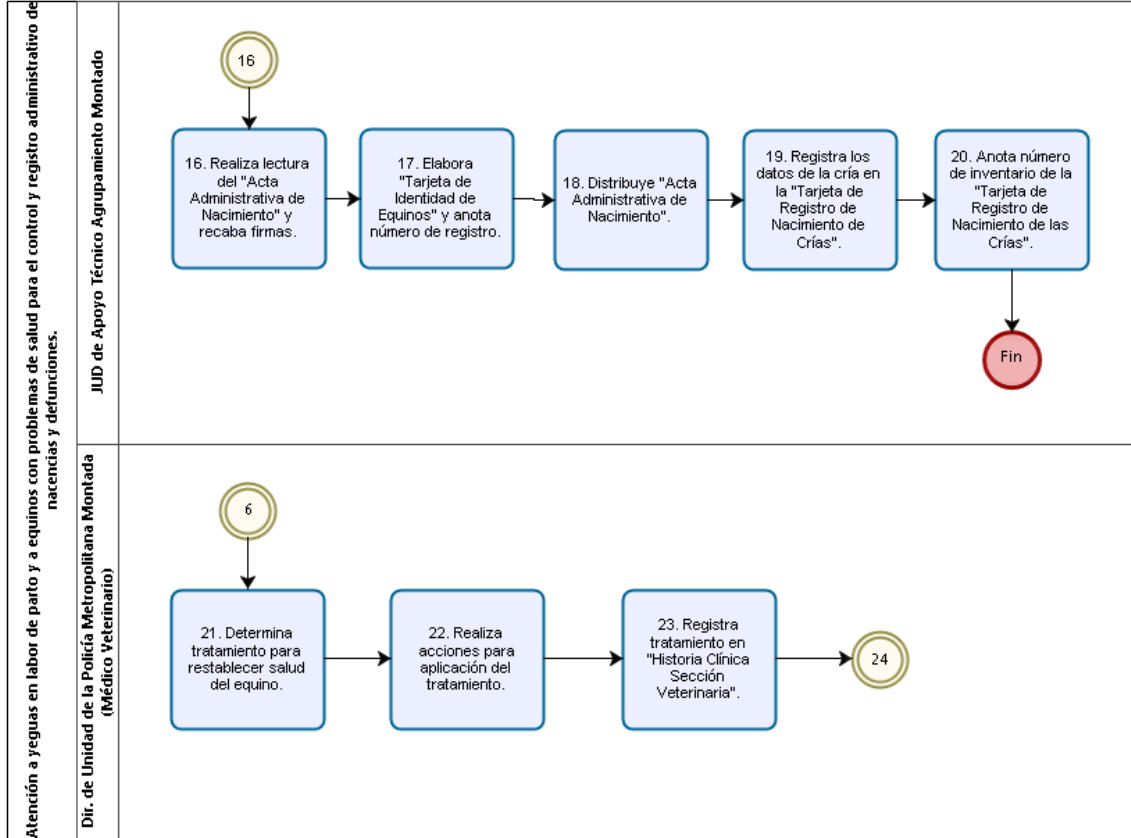 Atención a yeguas en labor de parto y a equinos con problemas de salud para el control y registro administrativo de
nacencias y defunciones.
JUD de Apoyo Técnico Agrupamiento Montado
16
16. Realiza lectura
del "Acta
Administrativa de
Nacimiento" y
recaba firmas.
17. Elabora
"Tarjeta de
Identidad de
Equinos" y anota
número de registro.
18. Distribuye "Acta
Administrativa de
Nacimiento".
19. Registra los
datos de la cría en
la "Tarjeta de
Registro de
Nacimiento de
Crías".
20. Anota número
de inventario de la
"Tarjeta de
Registro de
Nacimiento de las
Crías".
Fin
Dir. de Unidad de la Policía Metropolitana Montada
(Médico Veterinario)
6
21. Determina
tratamiento para
restablecer salud
del equino.
22. Realiza
acciones para
aplicación del
tratamiento.
23. Registra
tratamiento en
"Historia Clínica
Sección
Veterinaria".
24